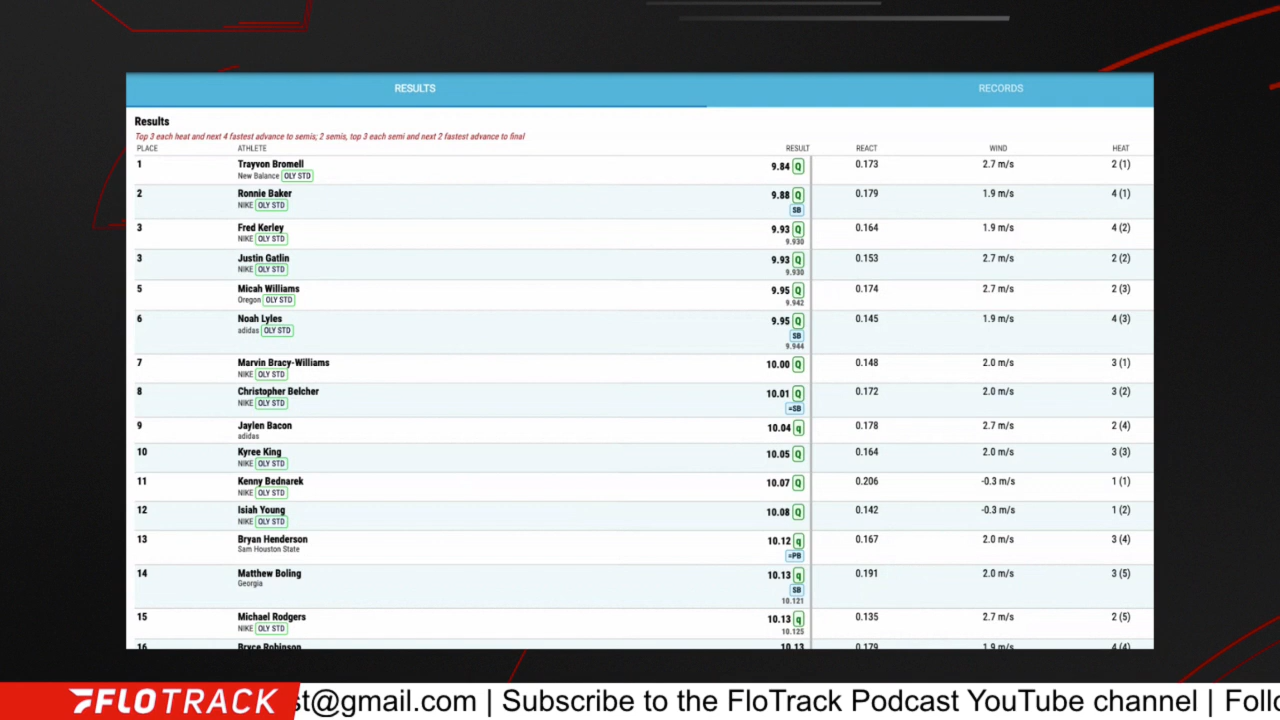 RESULTS RECORDS
Results
Top 3 each heat and next 4 fastest advance to semis; 2 semis, top 3 each semi and next 2 fastest advance to final
PLACE ATHLETE RESULT REACT WIND HEAT
1 Trayvon Bromell 9.84 Q 0.173 2.7 m/s 2 (1)
New Balance OLY STD
2 Ronnie Baker 9.88 Q 0.179 1.9 m/s 4 (1)
NIKE OLY STD SB
3 Fred Kerley 9.93 Q 0.164 1.9 m/s 4 (2)
NIKE OLY STD 9.930
3 Justin Gatlin 9.93 Q 0.153 2.7 m/s 2 (2)
NIKE OLY STD 9.930
5 Micah Williams 9.95 Q 0.174 2.7 m/s 2 (3)
Oregon OLY STD 9.942
6 Noah Lyles 9.95 Q 0.145 1.9 m/s 4 (3)
adidas OLY STD SB
9.944
7 Marvin Bracy-Williams 10.00 Q 0.148 2.0 m/s 3 (1)
NIKE OLY STD
8 Christopher Belcher 10.01 Q 0.172 2.0 m/s 3 (2)
NIKE OLY STD =SB
9 Jaylen Bacon 10.04 q 0.178 2.7 m/s 2 (4)
adidas
10 Kyree King 10.05 Q 0.164 2.0 m/s 3 (3)
NIKE OLY STD
11 Kenny Bednarek 10.07 Q 0.206 -0.3 m/s 1 (1)
NIKE OLY STD
12 Isiah Young 10.08 Q 0.142 -0.3 m/s 1 (2)
NIKE OLY STD
13 Bryan Henderson 10.12 q 0.167 2.0 m/s 3 (4)
Sam Houston State =PB
14 Matthew Boling 10.13 q 0.191 2.0 m/s 3 (5)
Georgia SB
10.121
15 Michael Rodgers 10.13 q 0.135 2.7 m/s 2 (5)
NIKE OLY STD 10.125
16 Bryce Robinson 10.13 0.179 1.9 m/s 4 (4)
FLOTRACK st@gmail.com | Subscribe to the FloTrack Podcast YouTube channel | Follo